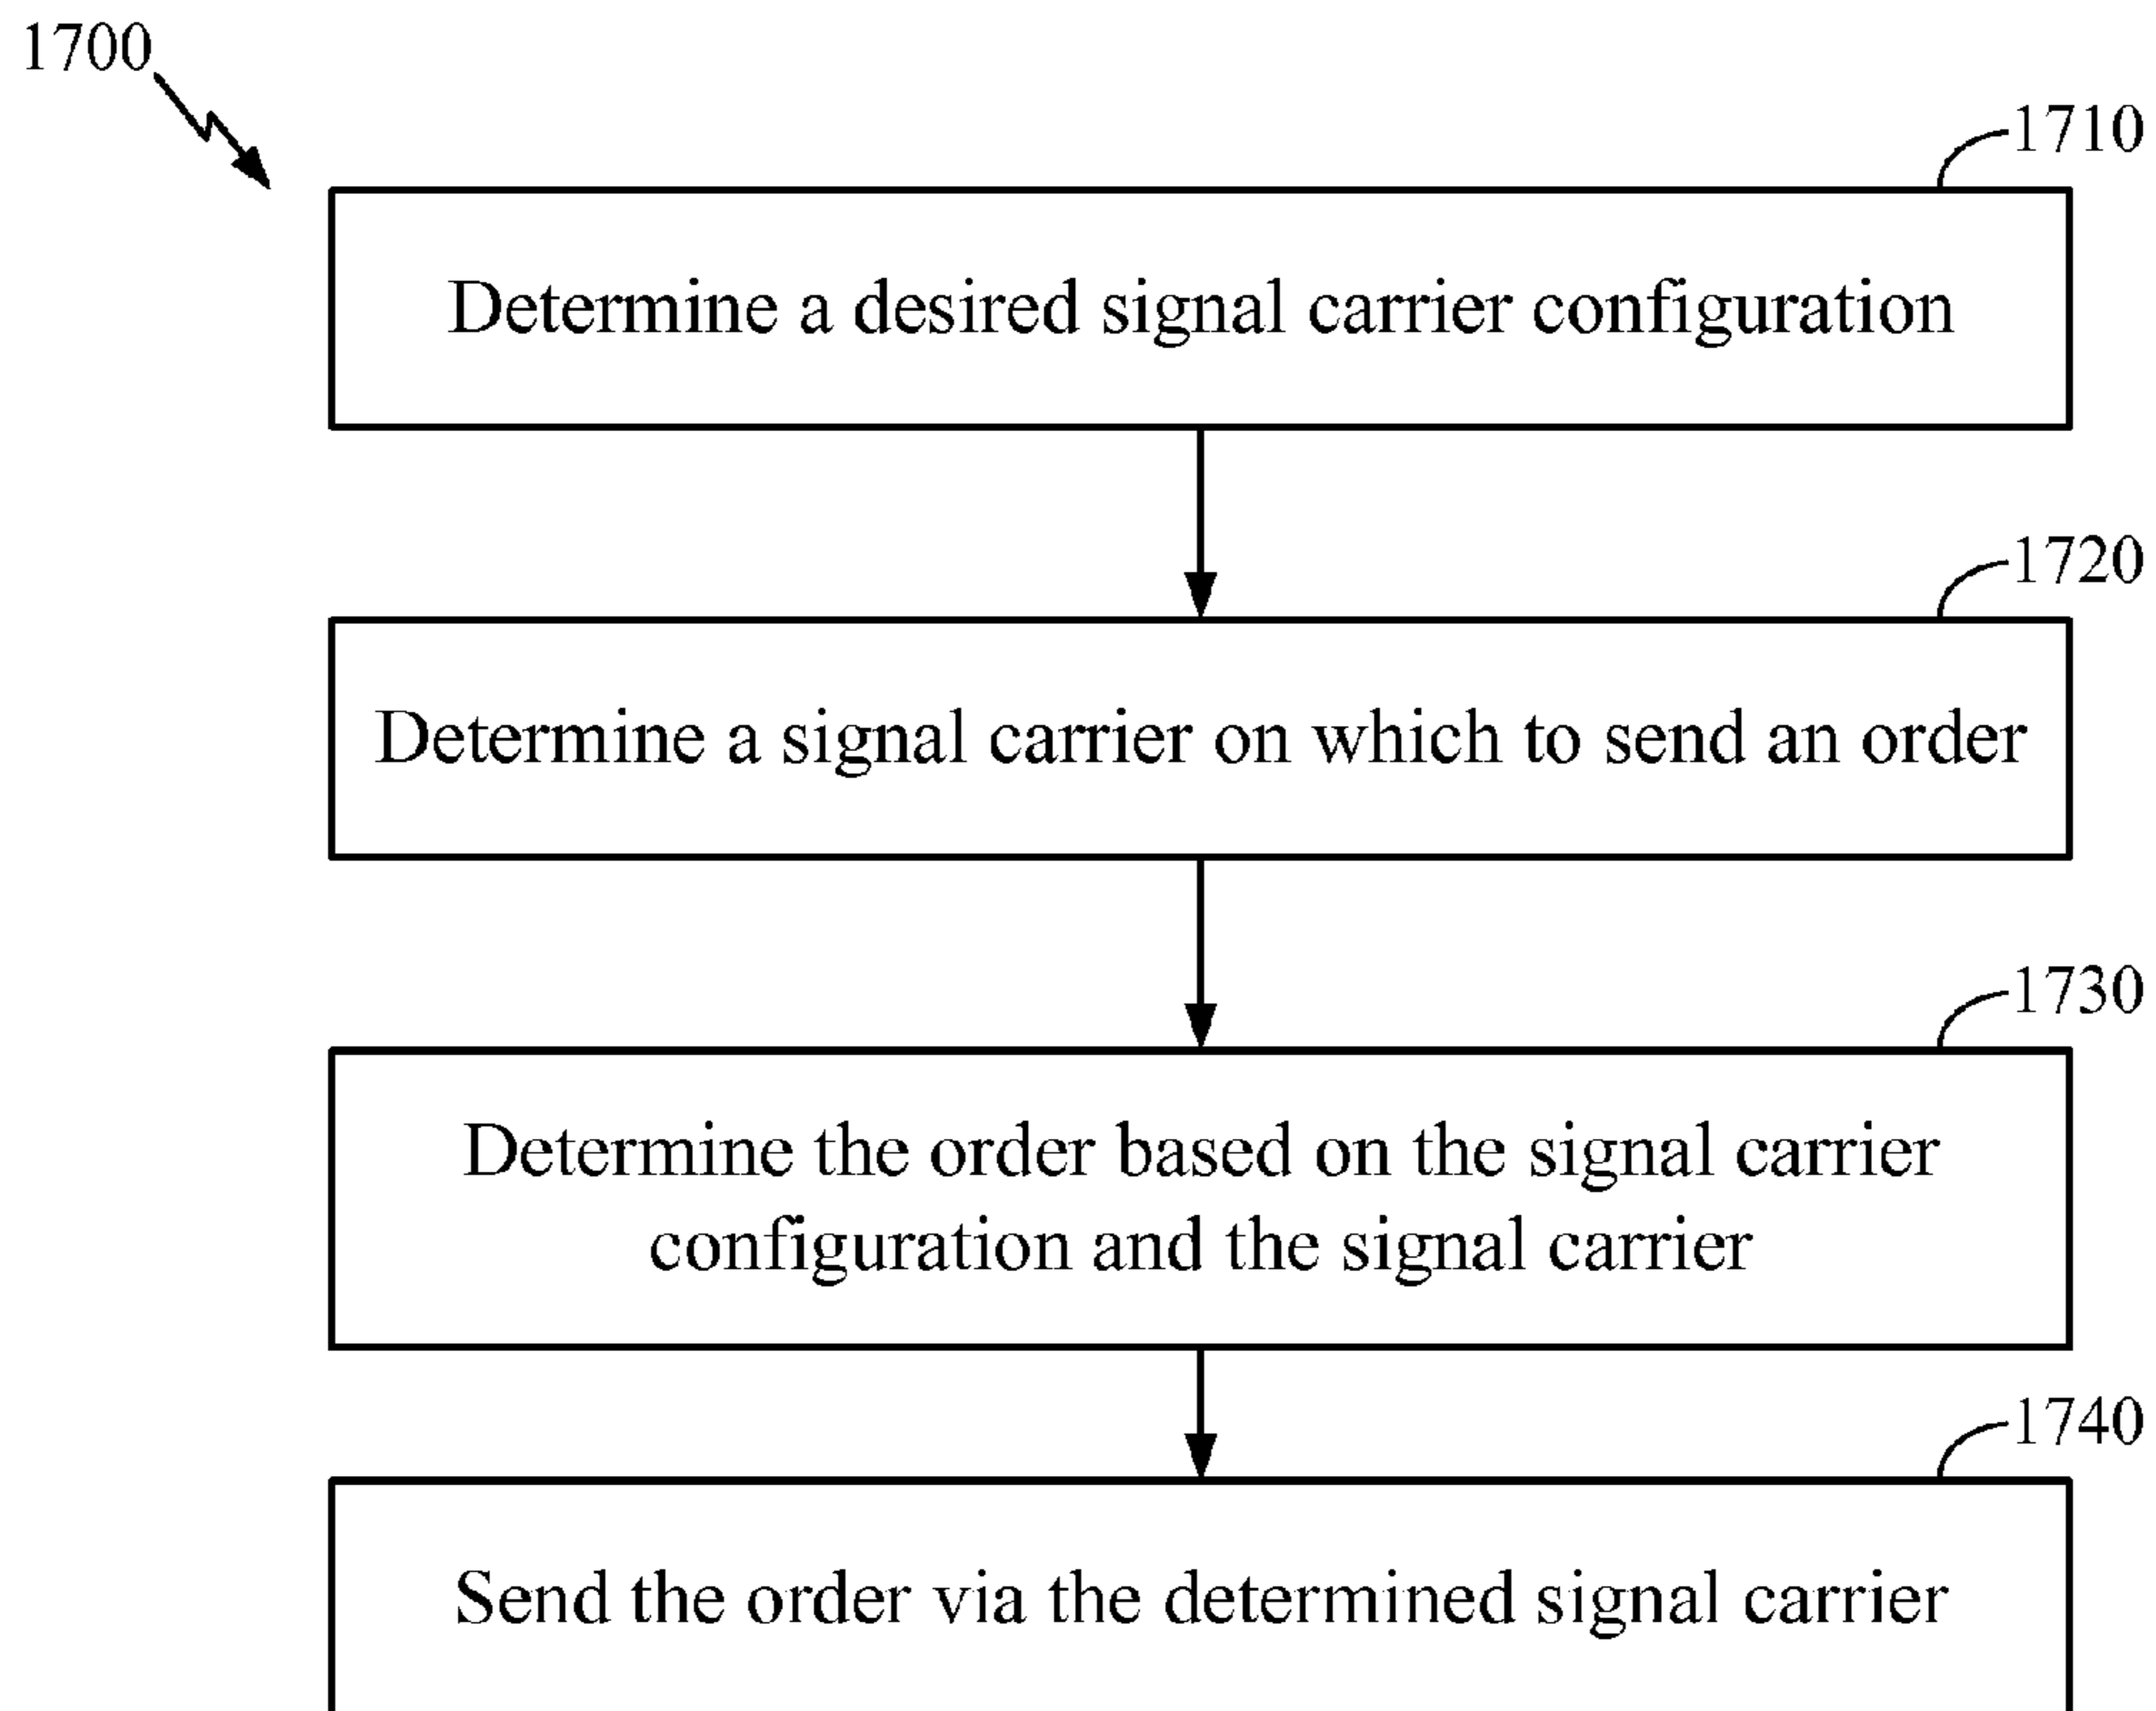 1700
1710
Determine a desired signal carrier configuration
1720
Determine a signal carrier on which to send an order
1730
Determine the order based on the signal carrier
configuration and the signal carrier
1740
Send the order via the determined signal carrier